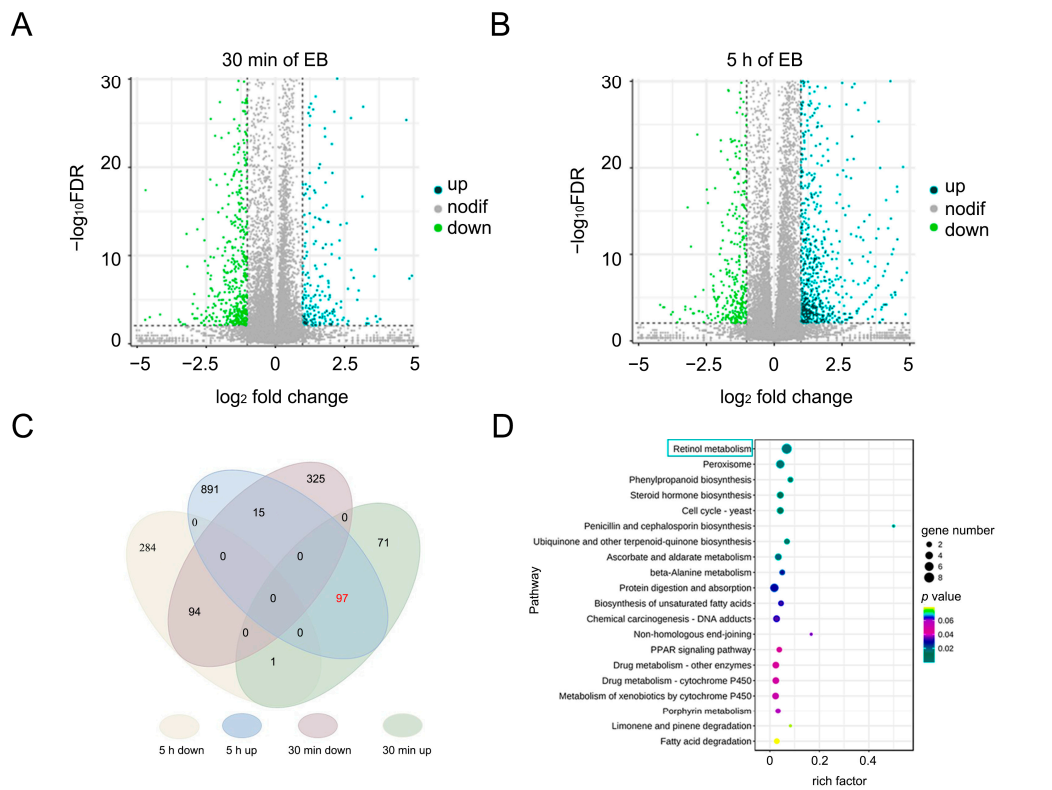 A
30 min of EB
30
20
10
0
−log10FDR
−5
−2.5
0
2.5
5
log2 fold change
up
nodif
down
B
5 h of EB
30
20
10
0
−log10FDR
−5
−2.5
0
2.5
5
log2 fold change
up
nodif
down
C
891
325
0
15
0
284
71
0
0
94
0
97
0
0
1
5 h down
5 h up
30 min down
30 min up
D
Pathway
Retinol metabolism
Peroxisome
Phenylpropanoid biosynthesis
Steroid hormone biosynthesis
Cell cycle - yeast
Penicillin and cephalosporin biosynthesis
Ubiquinone and other terpenoid-quinone biosynthesis
Ascorbate and aldarate metabolism
beta-Alanine metabolism
Protein digestion and absorption
Biosynthesis of unsaturated fatty acids
Chemical carcinogenesis - DNA adducts
Non-homologous end-joining
PPAR signaling pathway
Drug metabolism - other enzymes
Drug metabolism - cytochrome P450
Metabolism of xenobiotics by cytochrome P450
Porphyrin metabolism
Limonene and pinene degradation
Fatty acid degradation
0
0.2
0.4
rich factor
gene number
2
4
6
8
p value
0.06
0.04
0.02